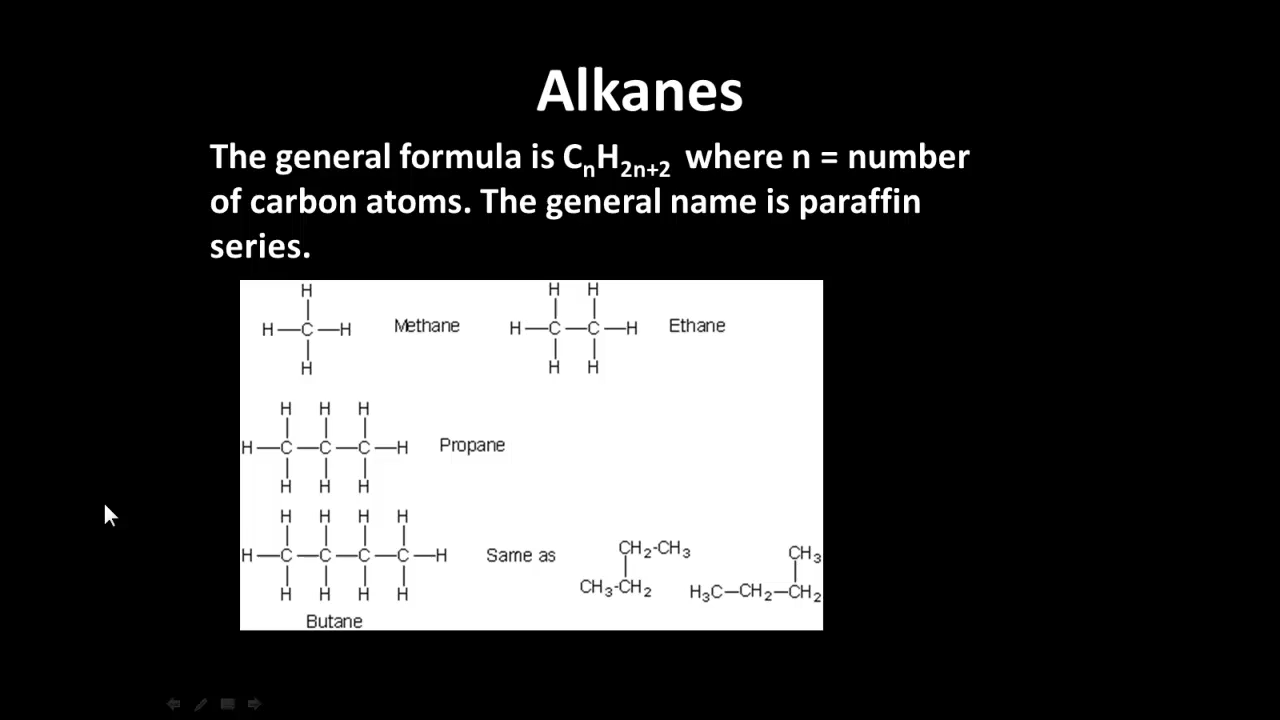 Alkanes
The general formula is CₙH₂ₙ₊₂ where n = number
of carbon atoms. The general name is paraffin
series.
H
H—C—H Methane
H
H H
H—C—C—H Ethane
H H
H H H
H—C—C—C—H Propane
H H H
H H H H
H—C—C—C—C—H Same as
H H H H
Butane
CH₂-CH₃
CH₃-CH₂
CH₃
H₃C—CH₂—CH₂